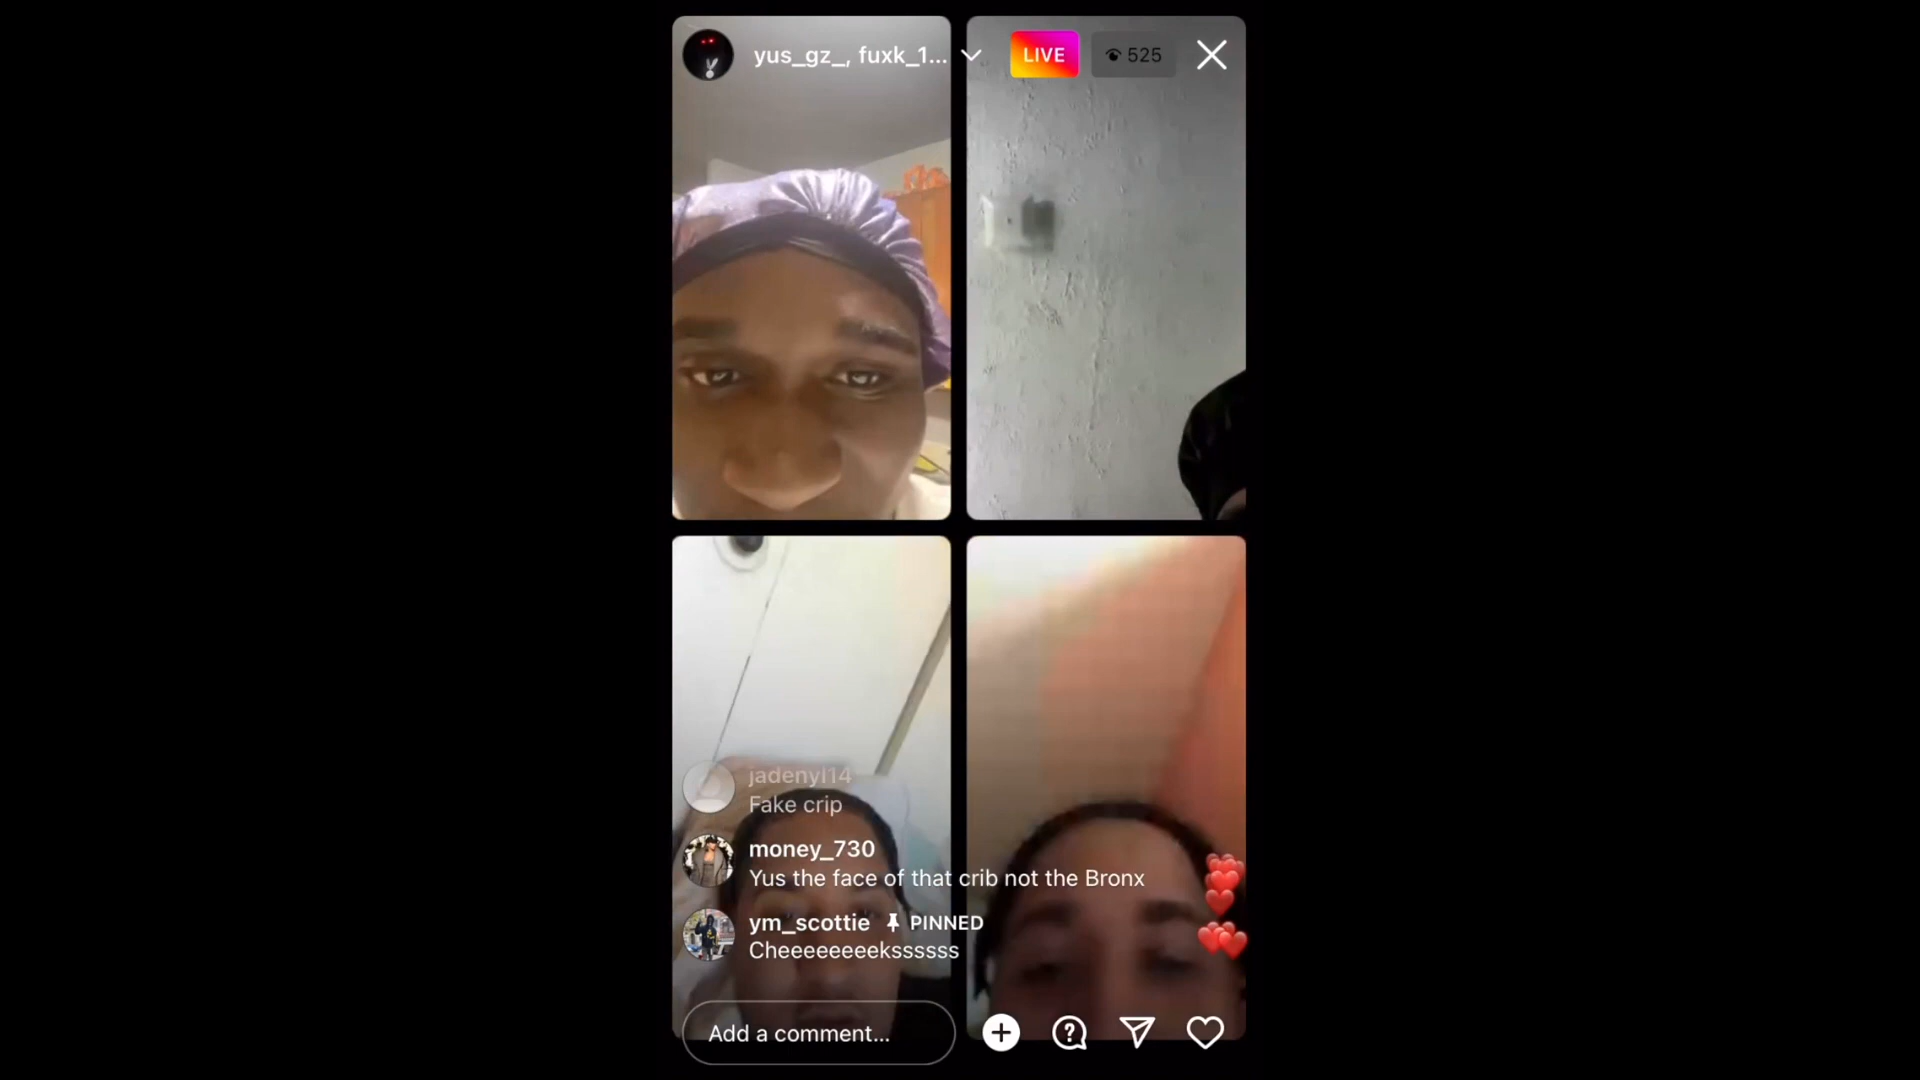 yus_gz_, fuxk_1...
LIVE
525
jadenyl14
Fake crip
money_730
Yus the face of that crib not the Bronx
ym_scottie PINNED
Cheeeeeeeekssssss
Add a comment...